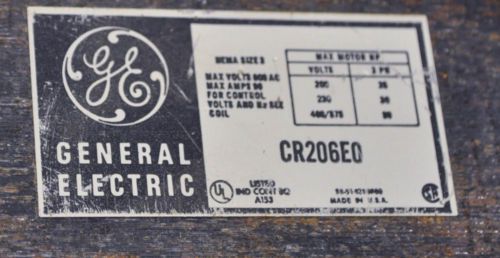 GE
GENERAL
ELECTRIC
NEMA SIZE 3
MAX VOLTS 600 AC
MAX AMPS 90
FOR CONTROL
VOLTS AND Hz SEE
COIL
MAX MOTOR HP
VOLTS 3 PH
200
230 30
460/575
CR206E0
UL
LISTED
IND CONT EQ
A153
MADE IN U.S.A.